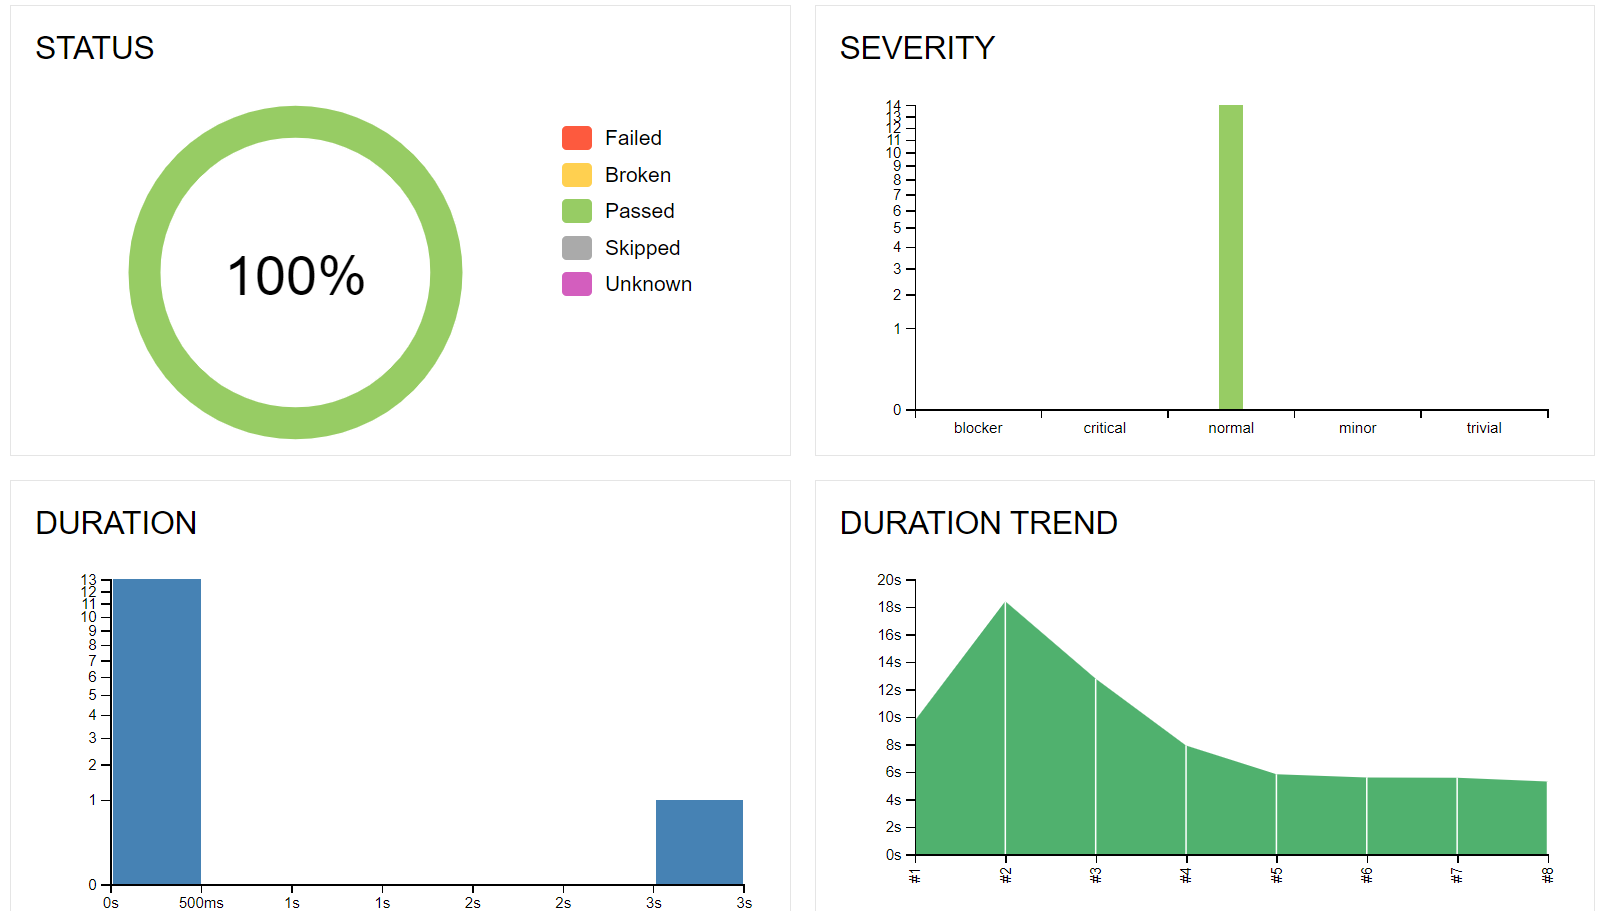 STATUS
100%
Failed
Broken
Passed
Skipped
Unknown
SEVERITY
14
13
12
11
10
9
8
7
6
5
4
3
2
1
0
blocker critical normal minor trivial
DURATION
13
12
11
10
9
8
7
6
5
4
3
2
1
0
0s 500ms 1s 1s 2s 2s 3s 3s
DURATION TREND
20s
18s
16s
14s
12s
10s
8s
6s
4s
2s
0s
#1 #2 #3 #4 #5 #6 #7 #8